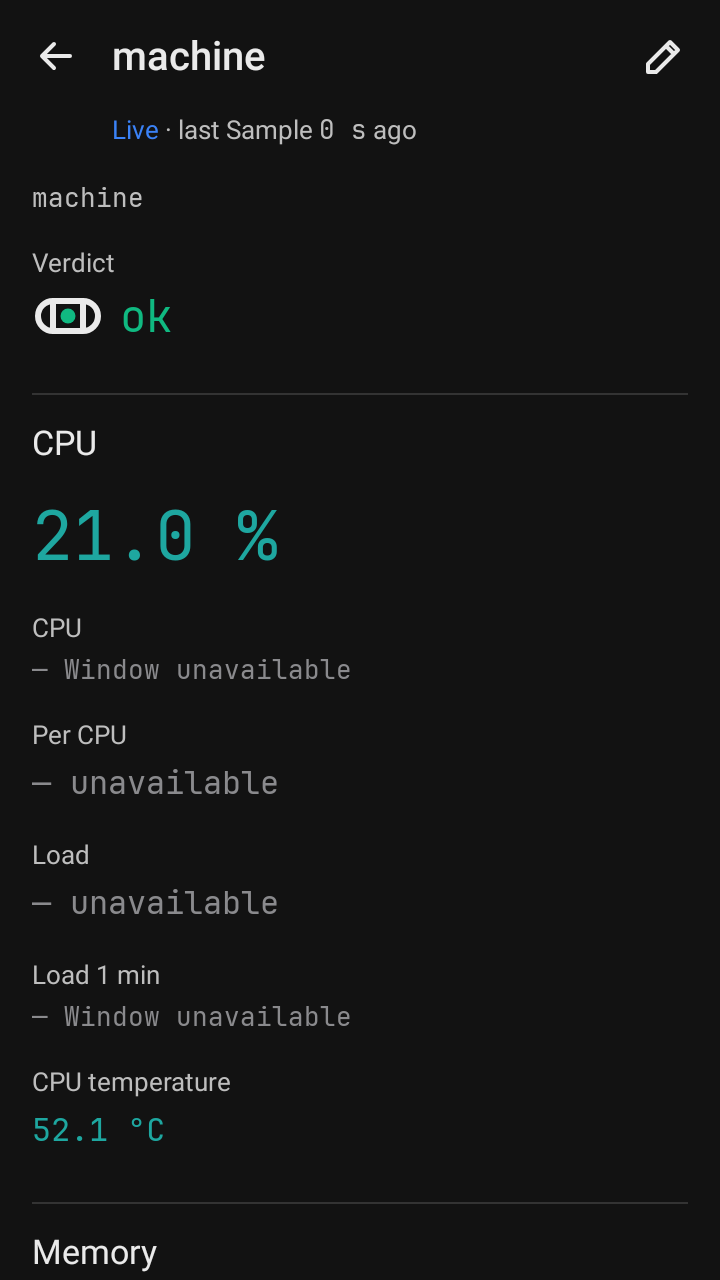 machine
Live · last Sample 0 s ago
machine
Verdict
ok
CPU
21.0 %
CPU
— Window unavailable
Per CPU
— unavailable
Load
— unavailable
Load 1 min
— Window unavailable
CPU temperature
52.1 °C
Memory